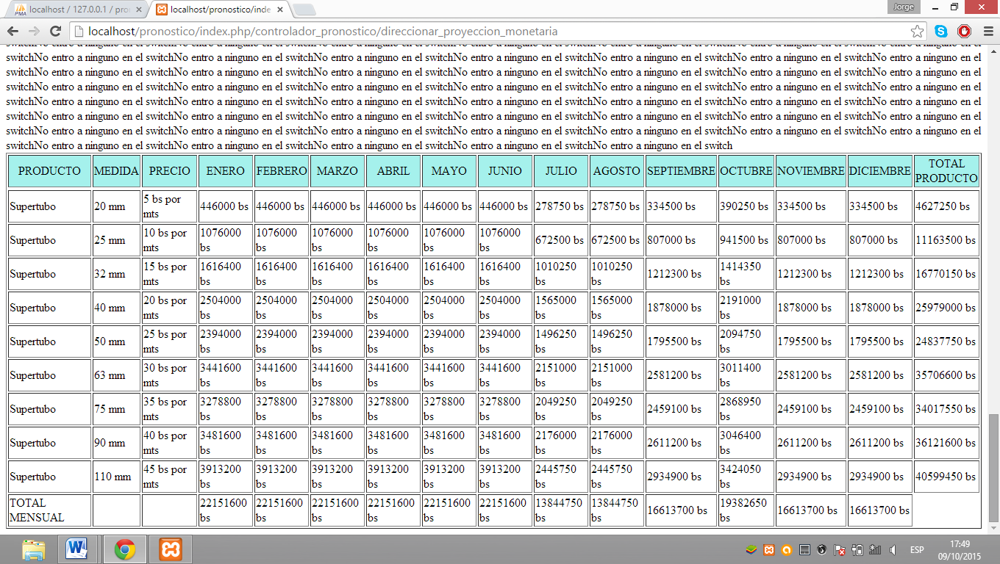 localhost / 127.0.0.1 / pro
localhost/pronostico/inde
Jorge
localhost/pronostico/index.php/controlador_pronostico/direccionar_proyeccion_monetaria
switchNo entro a ninguno en el switchNo entro a ninguno en el switchNo entro a ninguno en el switchNo entro a ninguno en el switchNo entro a ninguno en el switchNo entro a ninguno en el
switchNo entro a ninguno en el switchNo entro a ninguno en el switchNo entro a ninguno en el switchNo entro a ninguno en el switchNo entro a ninguno en el switchNo entro a ninguno en el
switchNo entro a ninguno en el switchNo entro a ninguno en el switchNo entro a ninguno en el switchNo entro a ninguno en el switchNo entro a ninguno en el switchNo entro a ninguno en el
switchNo entro a ninguno en el switchNo entro a ninguno en el switchNo entro a ninguno en el switchNo entro a ninguno en el switchNo entro a ninguno en el switchNo entro a ninguno en el
switchNo entro a ninguno en el switchNo entro a ninguno en el switchNo entro a ninguno en el switchNo entro a ninguno en el switchNo entro a ninguno en el switchNo entro a ninguno en el
switchNo entro a ninguno en el switchNo entro a ninguno en el switchNo entro a ninguno en el switchNo entro a ninguno en el switchNo entro a ninguno en el switchNo entro a ninguno en el
switchNo entro a ninguno en el switchNo entro a ninguno en el switchNo entro a ninguno en el switchNo entro a ninguno en el switchNo entro a ninguno en el switchNo entro a ninguno en el
switchNo entro a ninguno en el switchNo entro a ninguno en el switchNo entro a ninguno en el switchNo entro a ninguno en el switchNo entro a ninguno en el switch
PRODUCTO MEDIDA PRECIO ENERO FEBRERO MARZO ABRIL MAYO JUNIO JULIO AGOSTO SEPTIEMBRE OCTUBRE NOVIEMBRE DICIEMBRE TOTAL PRODUCTO
Supertubo 20 mm 5 bs por mts 446000 bs 446000 bs 446000 bs 446000 bs 446000 bs 446000 bs 278750 bs 278750 bs 334500 bs 390250 bs 334500 bs 334500 bs 4627250 bs
Supertubo 25 mm 10 bs por mts 1076000 bs 1076000 bs 1076000 bs 1076000 bs 1076000 bs 1076000 bs 672500 bs 672500 bs 807000 bs 941500 bs 807000 bs 807000 bs 11163500 bs
Supertubo 32 mm 15 bs por mts 1616400 bs 1616400 bs 1616400 bs 1616400 bs 1616400 bs 1616400 bs 1010250 bs 1010250 bs 1212300 bs 1414350 bs 1212300 bs 1212300 bs 16770150 bs
Supertubo 40 mm 20 bs por mts 2504000 bs 2504000 bs 2504000 bs 2504000 bs 2504000 bs 2504000 bs 1565000 bs 1565000 bs 1878000 bs 2191000 bs 1878000 bs 1878000 bs 25979000 bs
Supertubo 50 mm 25 bs por mts 2394000 bs 2394000 bs 2394000 bs 2394000 bs 2394000 bs 2394000 bs 1496250 bs 1496250 bs 1795500 bs 2094750 bs 1795500 bs 1795500 bs 24837750 bs
Supertubo 63 mm 30 bs por mts 3441600 bs 3441600 bs 3441600 bs 3441600 bs 3441600 bs 3441600 bs 2151000 bs 2151000 bs 2581200 bs 3011400 bs 2581200 bs 2581200 bs 35706600 bs
Supertubo 75 mm 35 bs por mts 3278800 bs 3278800 bs 3278800 bs 3278800 bs 3278800 bs 3278800 bs 2049250 bs 2049250 bs 2459100 bs 2868950 bs 2459100 bs 2459100 bs 34017550 bs
Supertubo 90 mm 40 bs por mts 3481600 bs 3481600 bs 3481600 bs 3481600 bs 3481600 bs 3481600 bs 2176000 bs 2176000 bs 2611200 bs 3046400 bs 2611200 bs 2611200 bs 36121600 bs
Supertubo 110 mm 45 bs por mts 3913200 bs 3913200 bs 3913200 bs 3913200 bs 3913200 bs 3913200 bs 2445750 bs 2445750 bs 2934900 bs 3424050 bs 2934900 bs 2934900 bs 40599450 bs
TOTAL MENSUAL 22151600 bs 22151600 bs 22151600 bs 22151600 bs 22151600 bs 22151600 bs 13844750 bs 13844750 bs 16613700 bs 19382650 bs 16613700 bs 16613700 bs
ESP
17:49
09/10/2015